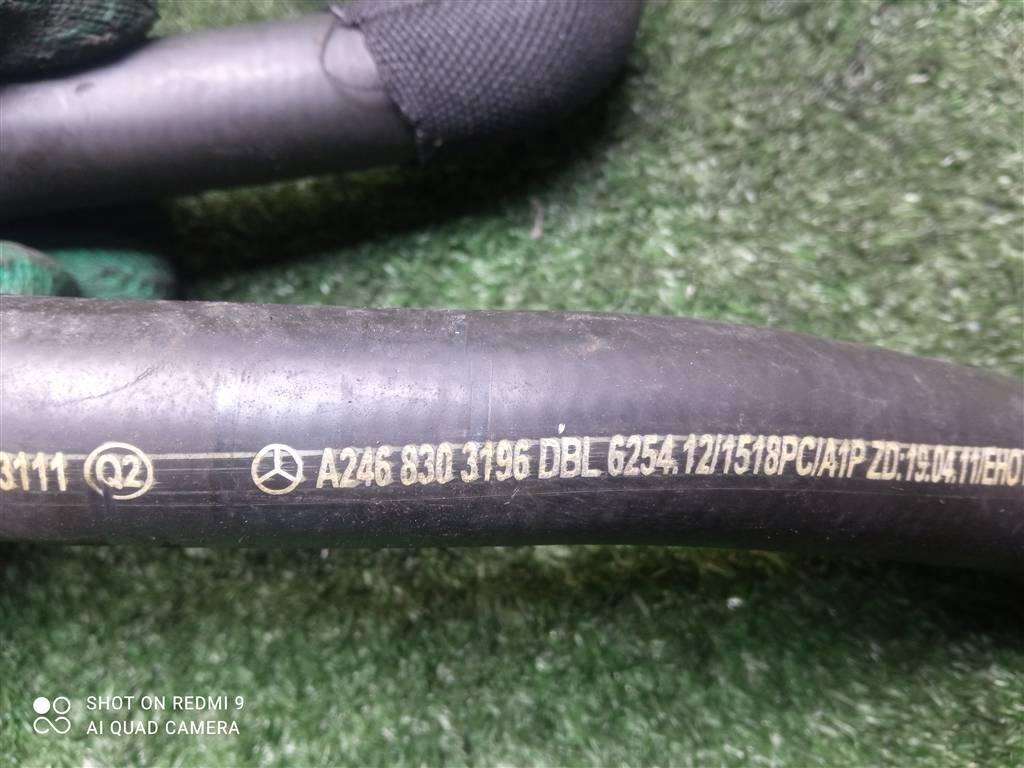 3111 Q2 A246 830 3196 DBL 6254.12/1518PC/A1P ZD:19.04.11/EHO
SHOT ON REDMI 9
AI QUAD CAMERA